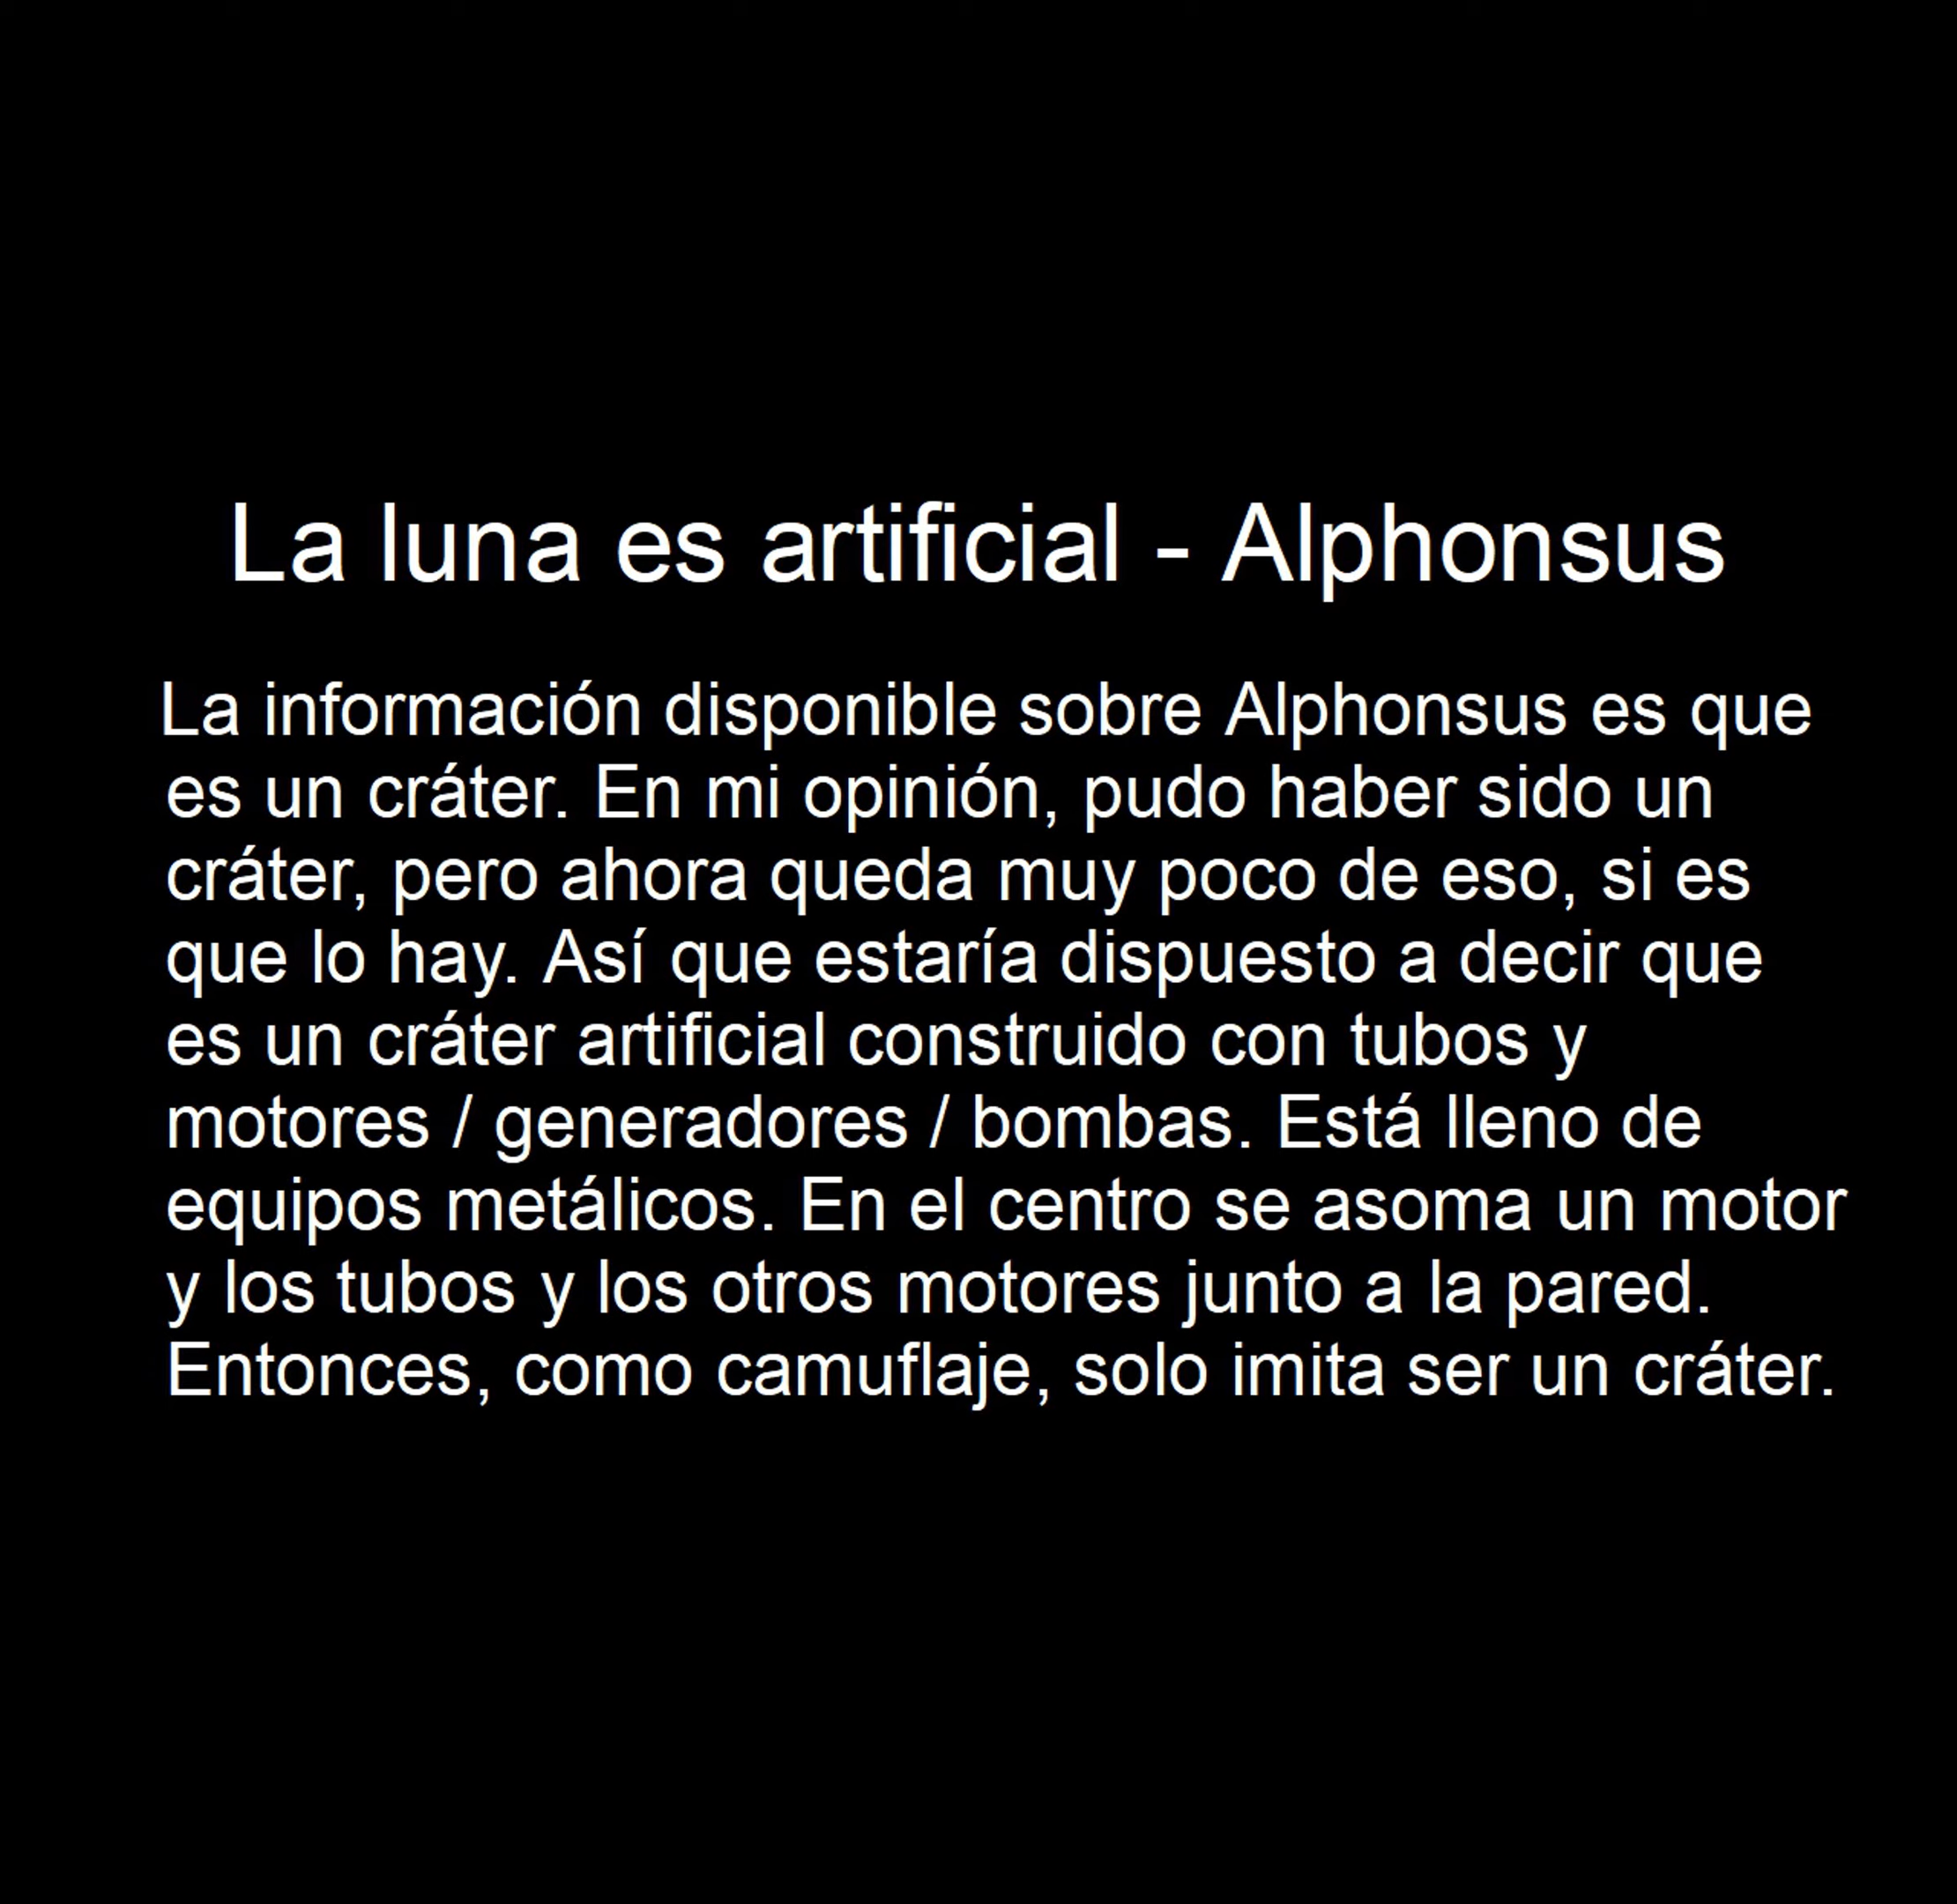 La luna es artificial - Alphonsus
La información disponible sobre Alphonsus es que
es un cráter. En mi opinión, pudo haber sido un
cráter, pero ahora queda muy poco de eso, si es
que lo hay. Así que estaría dispuesto a decir que
es un cráter artificial construido con tubos y
motores / generadores / bombas. Está lleno de
equipos metálicos. En el centro se asoma un motor
y los tubos y los otros motores junto a la pared.
Entonces, como camuflaje, solo imita ser un cráter.